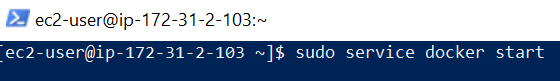 ec2-user@ip-172-31-2-103:~
[ec2-user@ip-172-31-2-103 ~]$ sudo service docker start